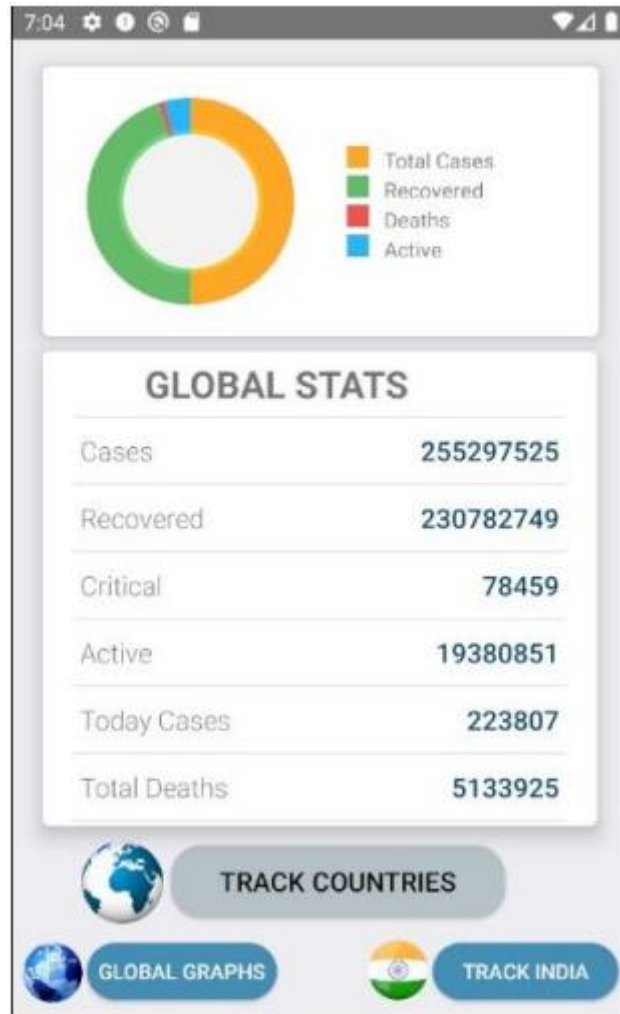 7:04
Total Cases
Recovered
Deaths
Active
GLOBAL STATS
Cases 255297525
Recovered 230782749
Critical 78459
Active 19380851
Today Cases 223807
Total Deaths 5133925
TRACK COUNTRIES
GLOBAL GRAPHS TRACK INDIA